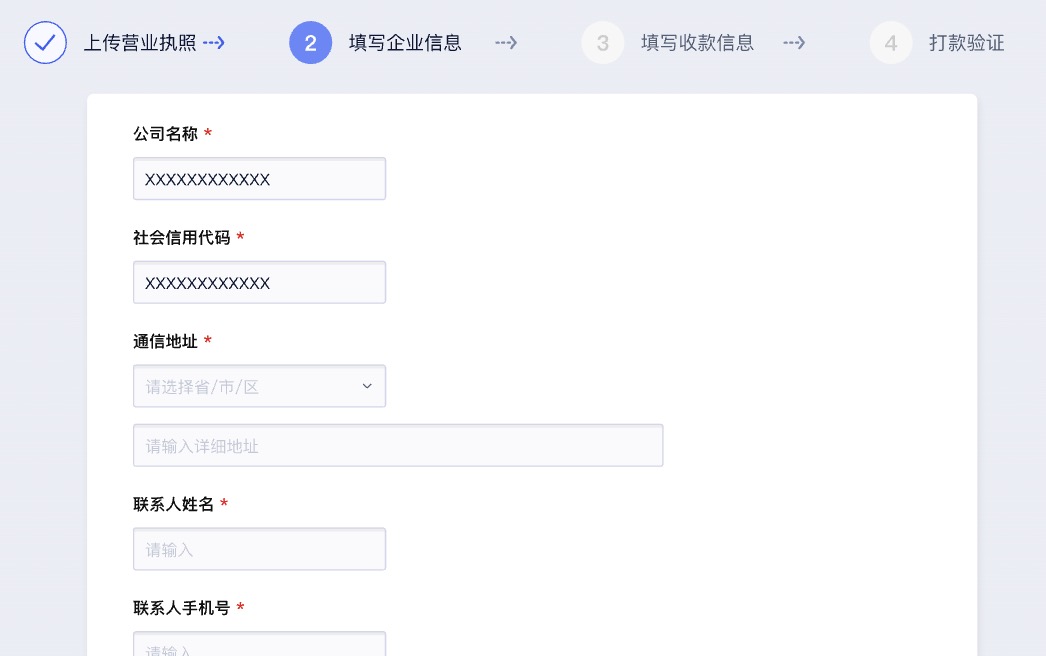 上传营业执照 2 填写企业信息 3 填写收款信息 4 打款验证
公司名称 *
XXXXXXXXXXXX
社会信用代码 *
XXXXXXXXXXXX
通信地址 *
请选择省/市/区
请输入详细地址
联系人姓名 *
请输入
联系人手机号 *
请输入